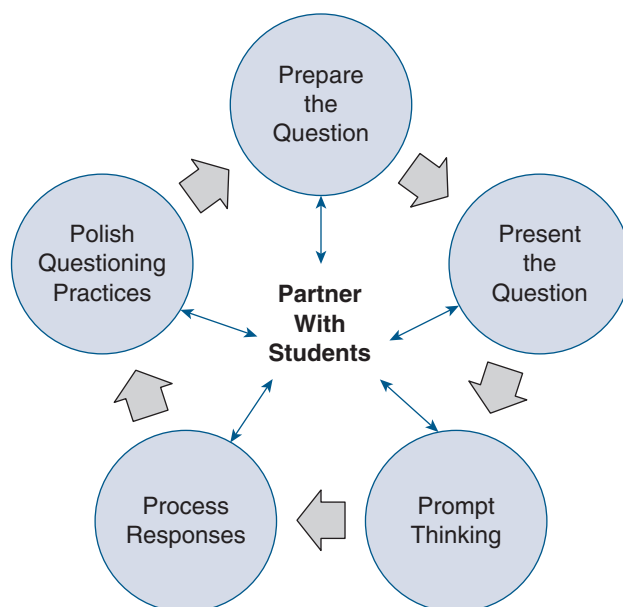 Prepare
the
Question
Present
the
Question
Prompt
Thinking
Process
Responses
Polish
Questioning
Practices
Partner
With
Students